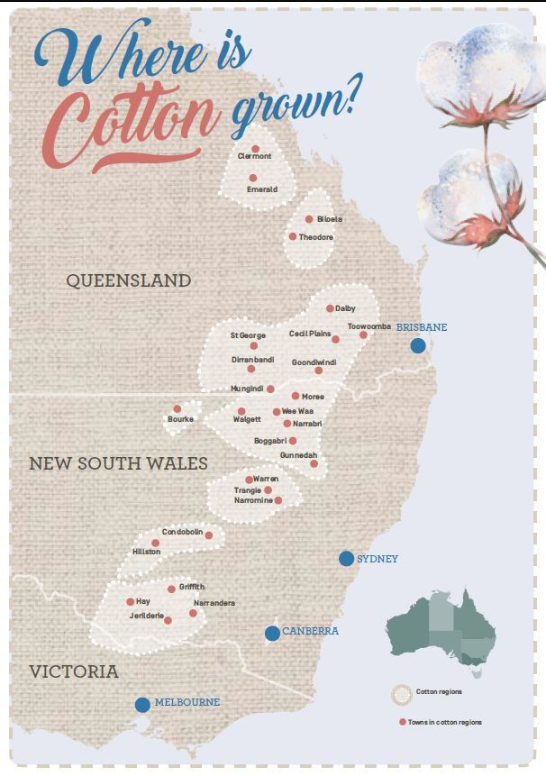 Where is
Cotton grown?
Clermont
Emerald
Biloela
Theodore
QUEENSLAND
Dalby
Toowoomba BRISBANE
St George
Cecil Plains
Dirranbandi
Goondiwindi
Mungindi
Moree
Bourke
Walgett
Wee Waa
Narrabri
Boggabri
Gunnedah
NEW SOUTH WALES
Warren
Trangie
Narromine
Condobolin
Hillston
SYDNEY
Griffith
Hay
Narrandera
Jerilderie
CANBERRA
VICTORIA
MELBOURNE
Cotton regions
Towns in cotton regions